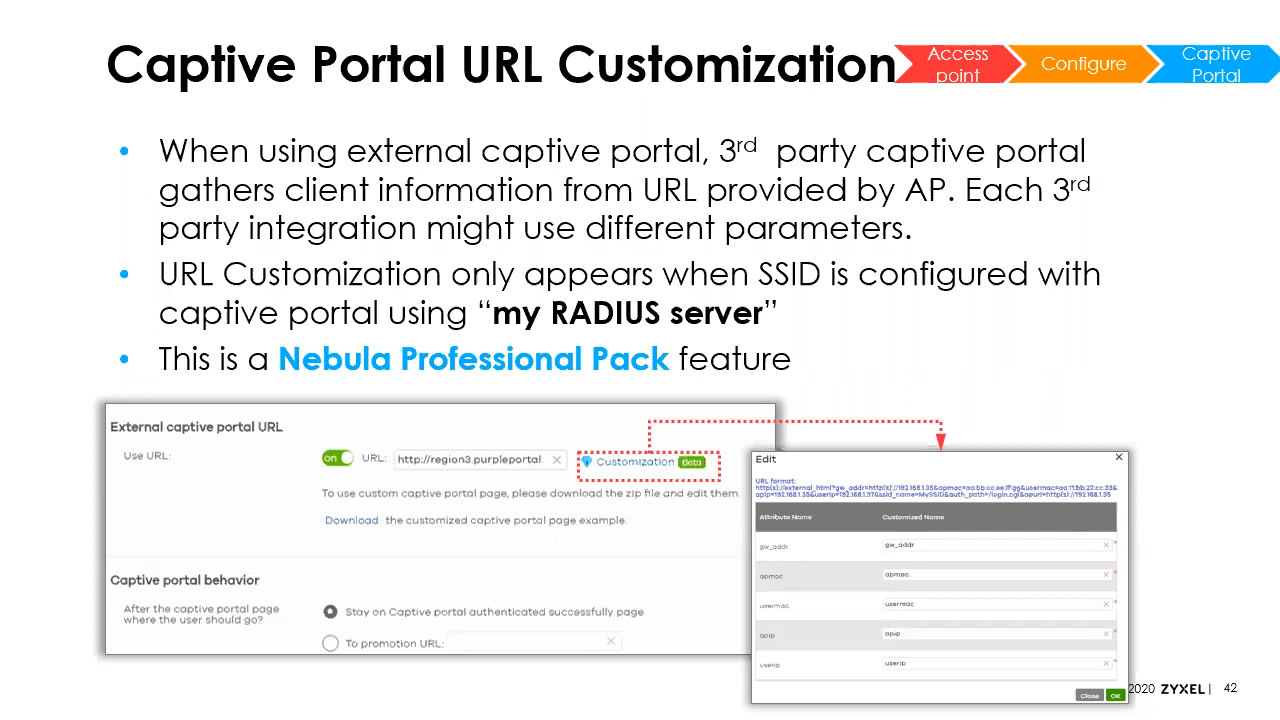 Captive Portal URL Customization
Access
point
Configure
Captive
Portal
• When using external captive portal, 3rd party captive portal
gathers client information from URL provided by AP. Each 3rd
party integration might use different parameters.
• URL Customization only appears when SSID is configured with
captive portal using “my RADIUS server”
• This is a Nebula Professional Pack feature
External captive portal URL
Use URL:
on URL: http://region3.purpleportal. Customization Beta
To use custom captive portal page, please download the zip file and edit them.
Download the customized captive portal page example.
Captive portal behavior
After the captive portal page
where the user should go?
Stay on Captive portal authenticated successfully page
To promotion URL:
Edit
URL format:
http(s)://external_html?gw_addr=http(s)://192.168.1.35&apmac=aa:bb:cc:ee:ff:gg&usermac=aa:11:bb:22:cc:33&
apip=192.168.1.35&userip=192.168.1.37&ssid_name=MySSID&auth_path=/login.cgi&apurl=http(s)://192.168.1.35
Attribute Name Customized Name
gw_addr gw_addr
apmac apmac
usermac usermac
apip apip
userip userip
Close OK
2020 ZYXEL | 42